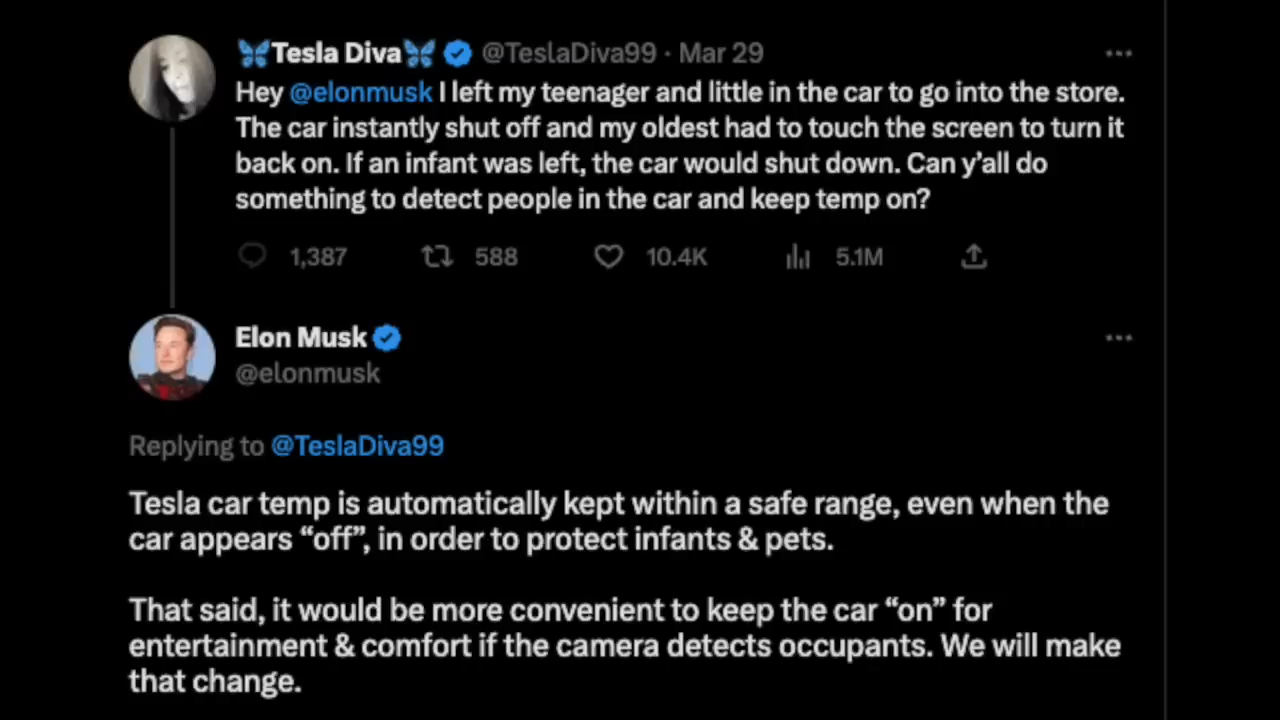 🦋Tesla Diva🦋 @TeslaDiva99 · Mar 29
Hey @elonmusk I left my teenager and little in the car to go into the store.
The car instantly shut off and my oldest had to touch the screen to turn it
back on. If an infant was left, the car would shut down. Can y’all do
something to detect people in the car and keep temp on?
1,387 588 10.4K 5.1M
Elon Musk
@elonmusk
Replying to @TeslaDiva99
Tesla car temp is automatically kept within a safe range, even when the
car appears “off”, in order to protect infants & pets.
That said, it would be more convenient to keep the car “on” for
entertainment & comfort if the camera detects occupants. We will make
that change.